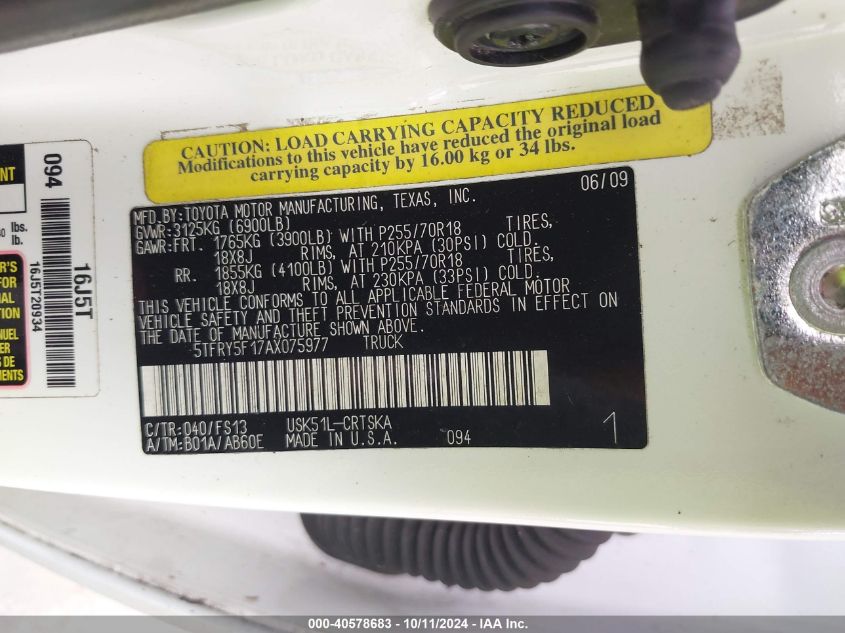 CAUTION: LOAD CARRYING CAPACITY REDUCED
Modifications to this vehicle have reduced the original load
carrying capacity by 16.00 kg or 34 lbs.
MFD.BY:TOYOTA MOTOR MANUFACTURING, TEXAS, INC. 06/09
GVWR:3125KG (6900LB)
GAWR:FRT. 1765KG (3900LB) WITH P255/70R18 TIRES,
18X8J RIMS, AT 210KPA (30PSI) COLD.
RR. 1855KG (4100LB) WITH P255/70R18 TIRES,
18X8J RIMS, AT 230KPA (33PSI) COLD.
THIS VEHICLE CONFORMS TO ALL APPLICABLE FEDERAL MOTOR
VEHICLE SAFETY AND THEFT PREVENTION STANDARDS IN EFFECT ON
THE DATE OF MANUFACTURE SHOWN ABOVE.
5TFRY5F17AX075977 TRUCK
C/TR:040/FS13 USK51L-CRTSKA
A/TM:B01A/AB60E MADE IN U.S.A. 094 1
094
16J5T
16J5T20934
lbs.
lb.
FOR
MENTS
000-40578683 - 10/11/2024 - IAA Inc.